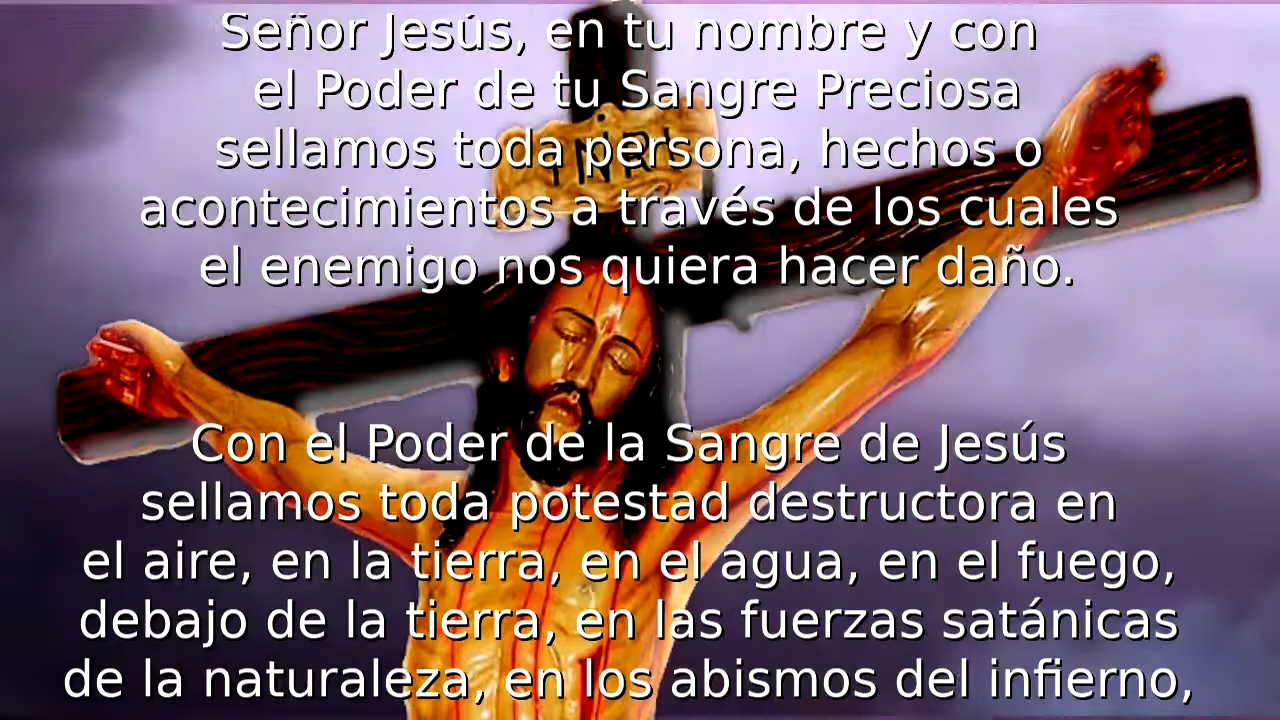 Señor Jesús, en tu nombre y con
el Poder de tu Sangre Preciosa
INRI
sellamos toda persona, hechos o
acontecimientos a través de los cuales
el enemigo nos quiera hacer daño.
Con el Poder de la Sangre de Jesús
sellamos toda potestad destructora en
el aire, en la tierra, en el agua, en el fuego,
debajo de la tierra, en las fuerzas satánicas
de la naturaleza, en los abismos del infierno,